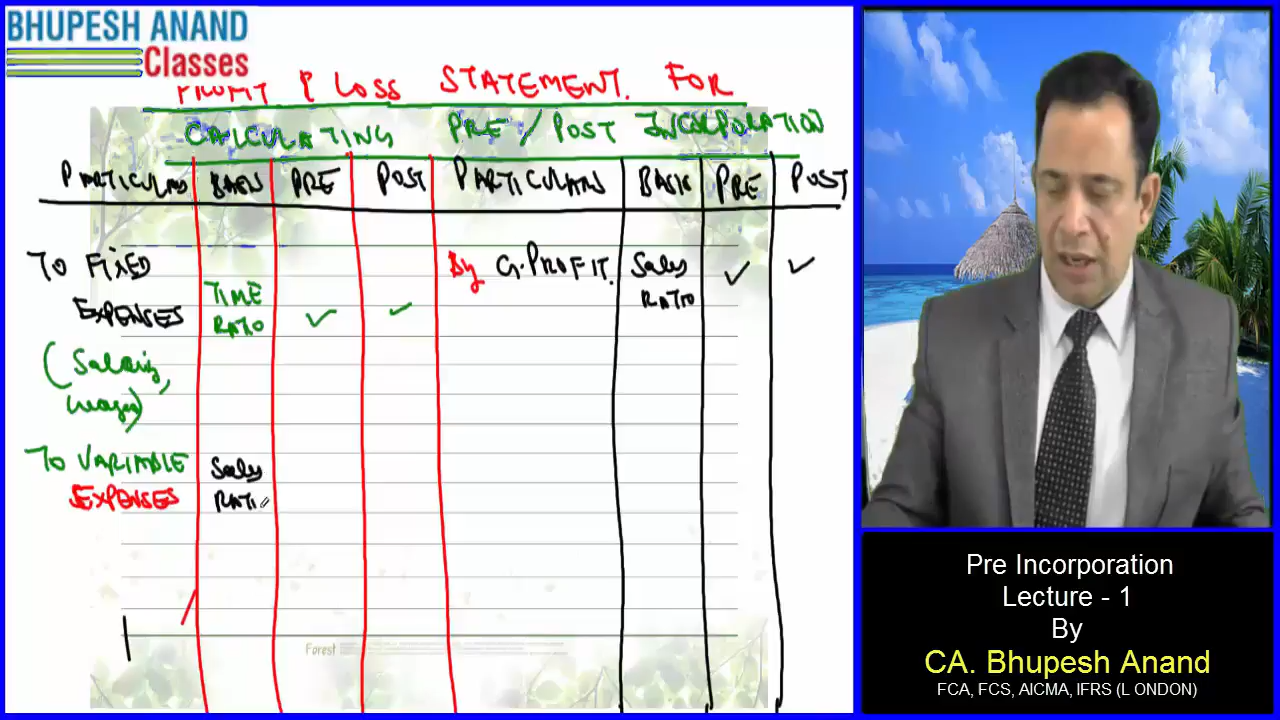 BHUPESH ANAND
Classes
PROFIT & LOSS STATEMENT FOR
CALCULATING PRE / POST INCORPORATION
PARTICULARS BASIS PRE POST PARTICULARS BASIS PRE POST
TO FIXED EXPENSES
(Salaries, wages)
TIME RATIO ✓ ✓
By G.PROFIT. Sales RATIO ✓ ✓
TO VARIABLE EXPENSES
Sales RATIO
Forest
Pre Incorporation
Lecture - 1
By
CA. Bhupesh Anand
FCA, FCS, AICMA, IFRS (L ONDON)